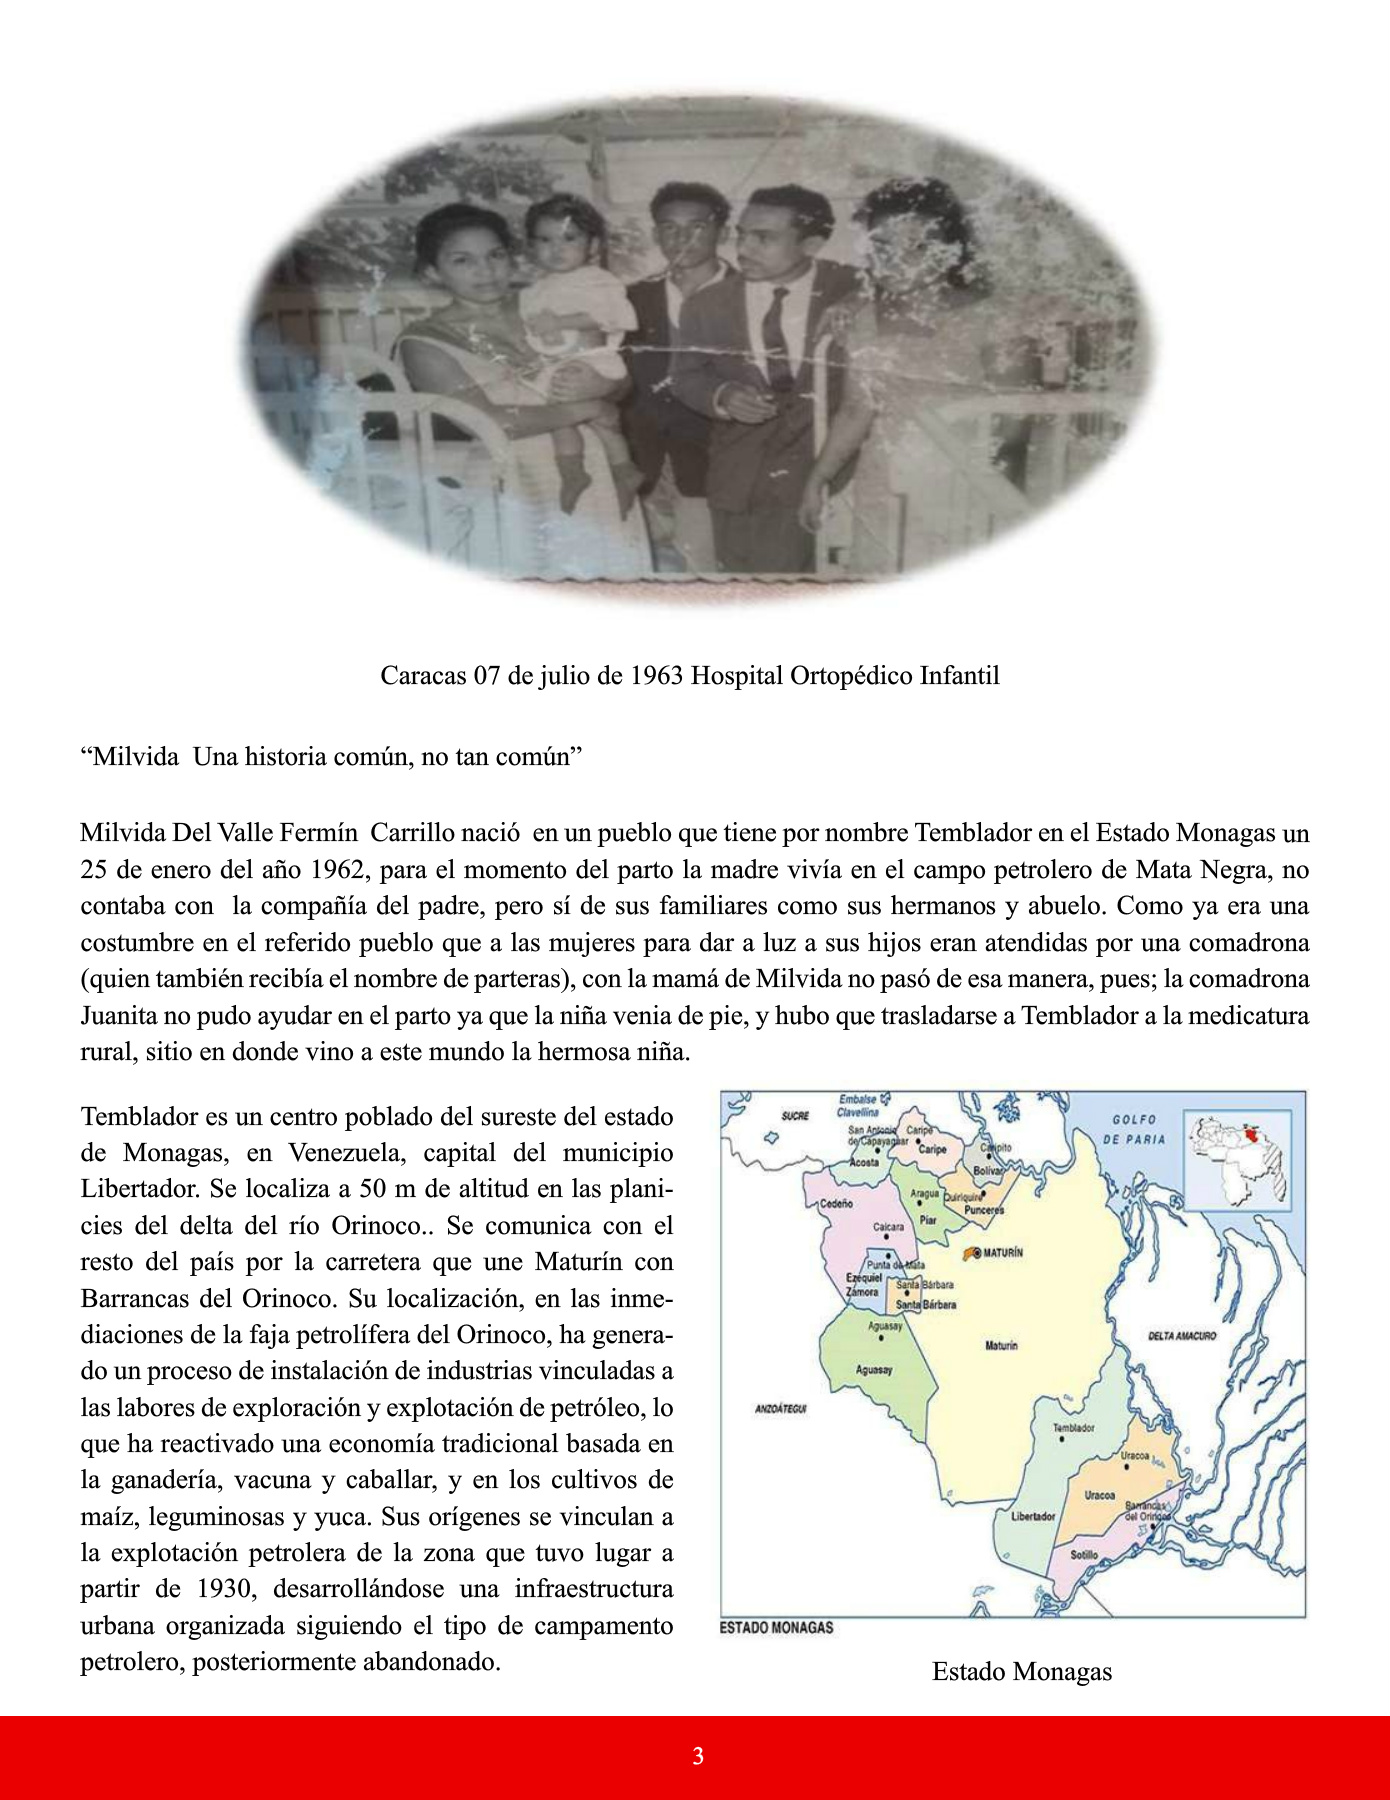 Caracas 07 de julio de 1963 Hospital Ortopédico Infantil
“Milvida  Una historia común, no tan común”
Milvida Del Valle Fermín  Carrillo nació  en un pueblo que tiene por nombre Temblador en el Estado Monagas un
25 de enero del año 1962, para el momento del parto la madre vivía en el campo petrolero de Mata Negra, no
contaba con  la compañía del padre, pero sí de sus familiares como sus hermanos y abuelo. Como ya era una
costumbre en el referido pueblo que a las mujeres para dar a luz a sus hijos eran atendidas por una comadrona
(quien también recibía el nombre de parteras), con la mamá de Milvida no pasó de esa manera, pues; la comadrona
Juanita no pudo ayudar en el parto ya que la niña venia de pie, y hubo que trasladarse a Temblador a la medicatura
rural, sitio en donde vino a este mundo la hermosa niña.
Temblador es un centro poblado del sureste del estado
de Monagas, en Venezuela, capital del municipio
Libertador. Se localiza a 50 m de altitud en las plani-
cies del delta del río Orinoco.. Se comunica con el
resto del país por la carretera que une Maturín con
Barrancas del Orinoco. Su localización, en las inme-
diaciones de la faja petrolífera del Orinoco, ha genera-
do un proceso de instalación de industrias vinculadas a
las labores de exploración y explotación de petróleo, lo
que ha reactivado una economía tradicional basada en
la ganadería, vacuna y caballar, y en los cultivos de
maíz, leguminosas y yuca. Sus orígenes se vinculan a
la explotación petrolera de la zona que tuvo lugar a
partir de 1930, desarrollándose una infraestructura
urbana organizada siguiendo el tipo de campamento
petrolero, posteriormente abandonado.
SUCRE
Embalse
Clavellina
GOLFO
DE PARIA
San Antonio
de Capayaguar
Caripe
Caripe
Caripito
Acosta
Bolívar
Cedeño
Aragua
Quiriquire
Punceres
Piar
Caicara
MATURÍN
Punta de Mata
Ezequiel
Zamora
Santa Bárbara
Santa Bárbara
Aguasay
Aguasay
Maturín
DELTA AMACURO
ANZOÁTEGUI
Temblador
Uracoa
Uracoa
Barrancas
del Orinoco
Libertador
Sotillo
ESTADO MONAGAS
Estado Monagas
3